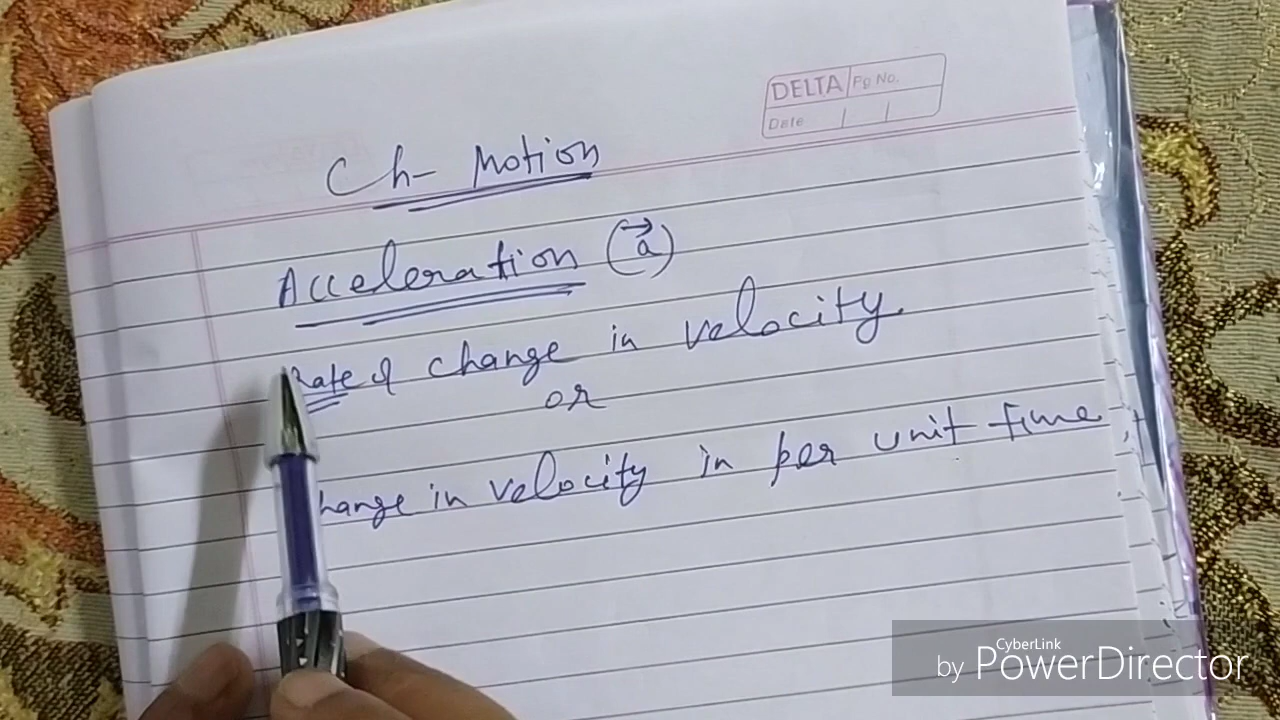 DELTA Pg No.
Date
Ch- Motion
Acceleration (a⃗)
Rate of change in velocity.
or
hange in velocity in per unit time
CyberLink
by PowerDirector